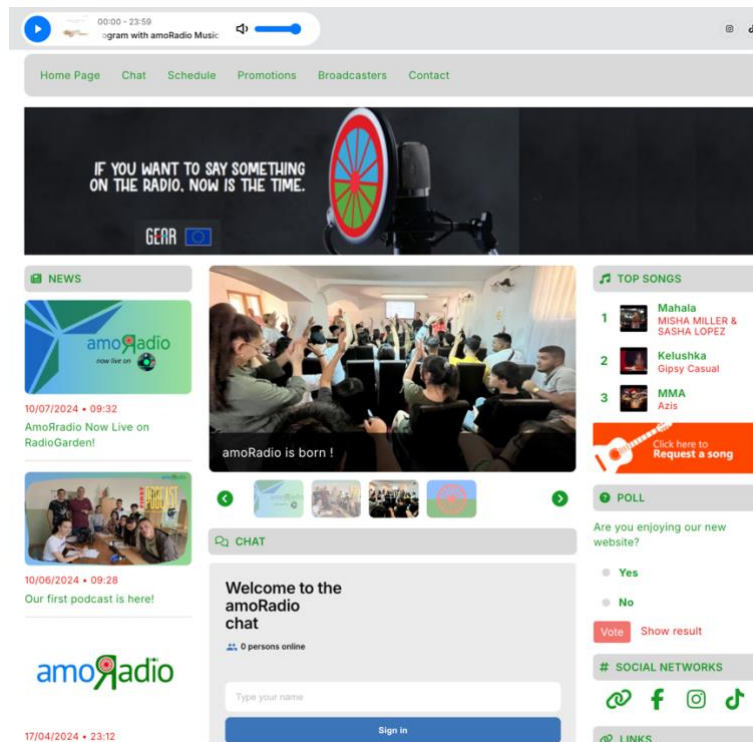 00:00 - 23:59
ogram with amoRadio Music
Home Page
Chat
Schedule
Promotions
Broadcasters
Contact
IF YOU WANT TO SAY SOMETHING
ON THE RADIO, NOW IS THE TIME.
GEAR
NEWS
amoЯadio
now live on
10/07/2024 • 09:32
AmoЯradio Now Live on
RadioGarden!
FIRST
PODCAST
10/06/2024 • 09:28
Our first podcast is here!
amoЯadio
17/04/2024 • 23:12
amoRadio is born !
CHAT
Welcome to the
amoRadio
chat
0 persons online
Type your name
Sign in
TOP SONGS
1
Mahala
MISHA MILLER &
SASHA LOPEZ
2
Kelushka
Gipsy Casual
3
MMA
Azis
Click here to
Request a song
POLL
Are you enjoying our new
website?
Yes
No
Vote
Show result
# SOCIAL NETWORKS
LINKS